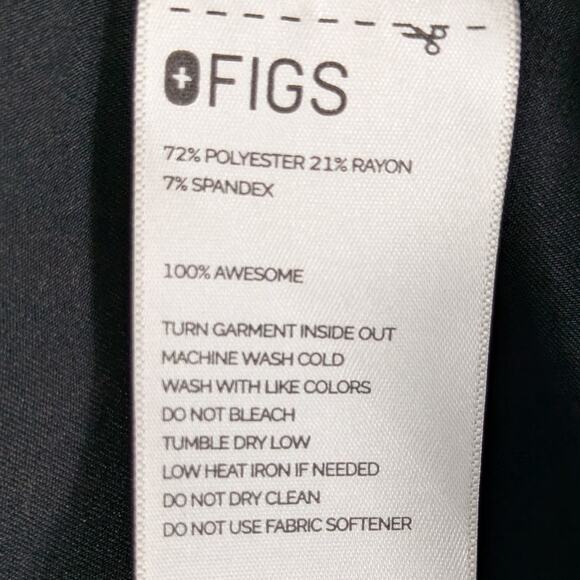 FIGS
72% POLYESTER 21% RAYON
7% SPANDEX
100% AWESOME
TURN GARMENT INSIDE OUT
MACHINE WASH COLD
WASH WITH LIKE COLORS
DO NOT BLEACH
TUMBLE DRY LOW
LOW HEAT IRON IF NEEDED
DO NOT DRY CLEAN
DO NOT USE FABRIC SOFTENER